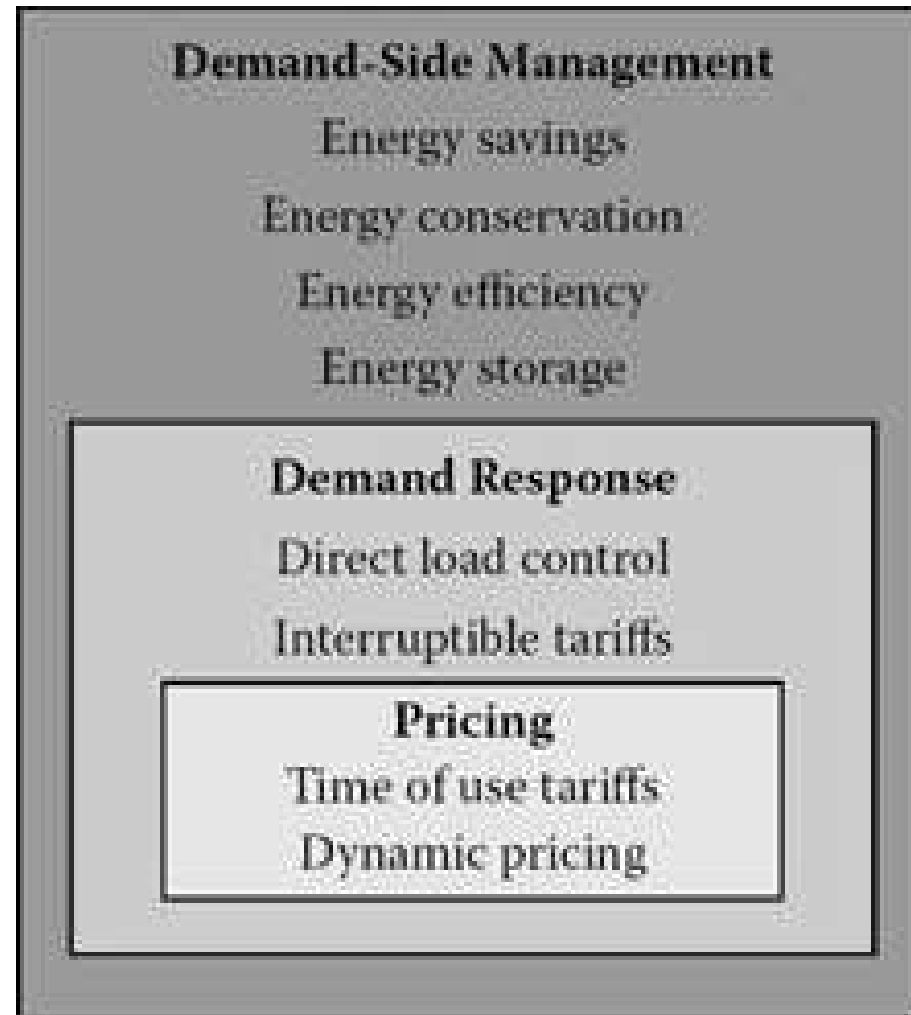 Demand-Side Management
Energy savings
Energy conservation
Energy efficiency
Energy storage
Demand Response
Direct load control
Interruptible tariffs
Pricing
Time of use tariffs
Dynamic pricing